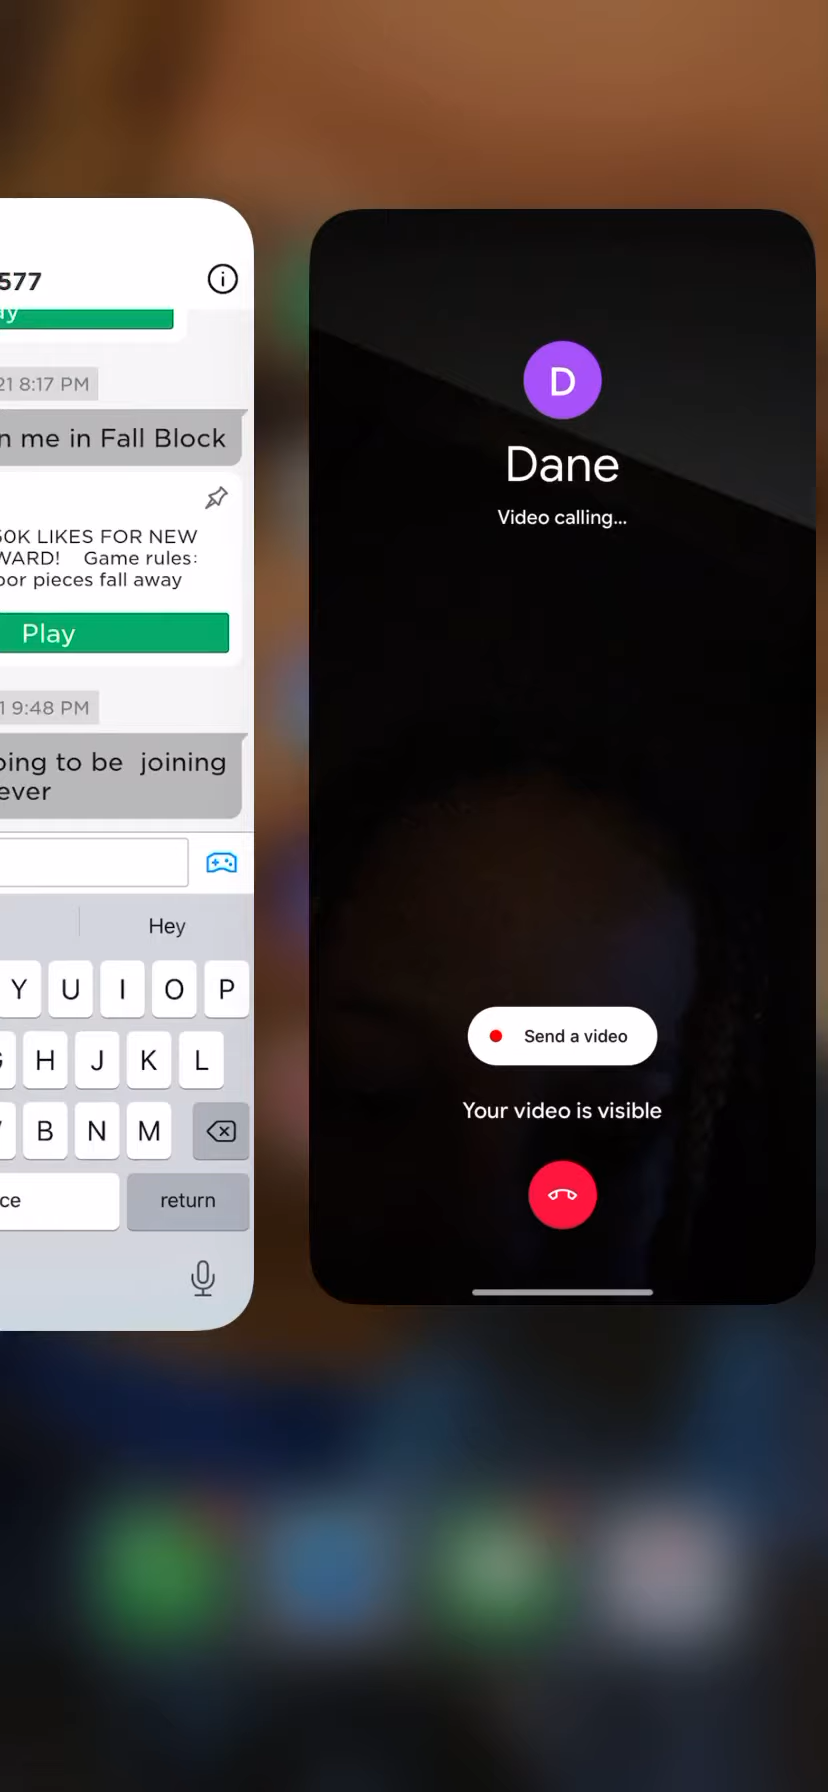 577
ay
21 8:17 PM
n me in Fall Block
50K LIKES FOR NEW
WARD! Game rules:
oor pieces fall away
Play
1 9:48 PM
oing to be joining
ever
Hey
Y U I O P
G H J K L
V B N M
ce return
D
Dane
Video calling...
Send a video
Your video is visible